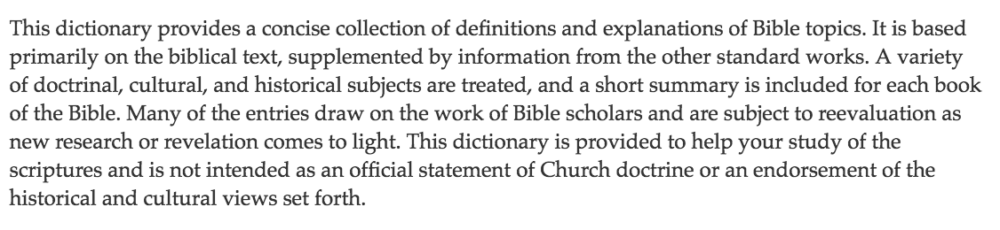 This dictionary provides a concise collection of definitions and explanations of Bible topics. It is based
primarily on the biblical text, supplemented by information from the other standard works. A variety
of doctrinal, cultural, and historical subjects are treated, and a short summary is included for each book
of the Bible. Many of the entries draw on the work of Bible scholars and are subject to reevaluation as
new research or revelation comes to light. This dictionary is provided to help your study of the
scriptures and is not intended as an official statement of Church doctrine or an endorsement of the
historical and cultural views set forth.